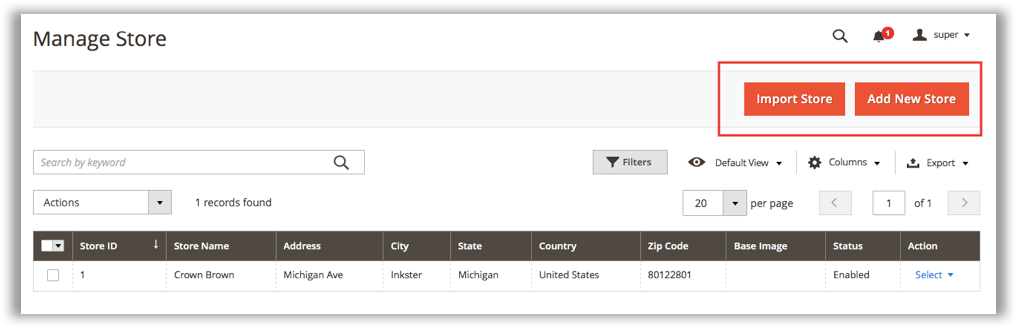 Manage Store
1
super
Import Store
Add New Store
Search by keyword
Filters
Default View
Columns
Export
Actions
1 records found
20
per page
1
of 1
Store ID ↓ Store Name Address City State Country Zip Code Base Image Status Action
1 Crown Brown Michigan Ave Inkster Michigan United States 80122801 Enabled Select